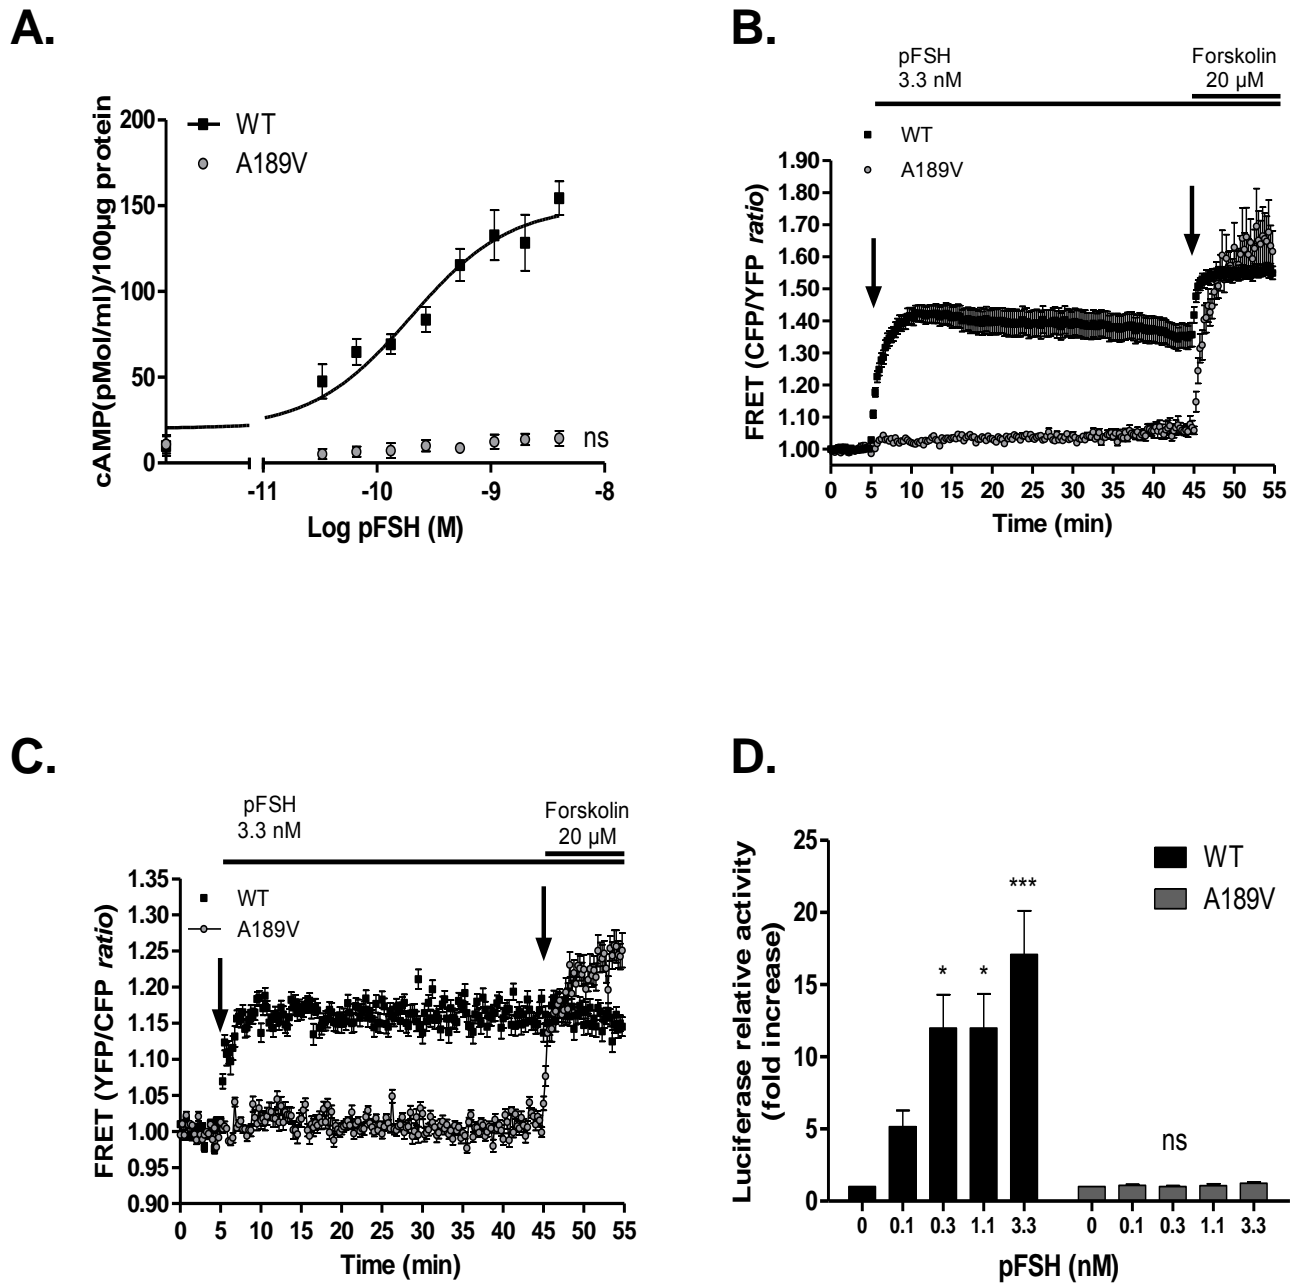 A.
200
150
100
50
0
cAMP(pMol/ml)/100µg protein
WT
A189V
ns
-11
-10
-9
-8
Log pFSH (M)
B.
pFSH
3.3 nM
Forskolin
20 µM
WT
A189V
1.90
1.80
1.70
1.60
1.50
1.40
1.30
1.20
1.10
1.00
FRET (CFP/YFP ratio)
0 5 10 15 20 25 30 35 40 45 50 55
Time (min)
C.
pFSH
3.3 nM
Forskolin
20 µM
WT
A189V
1.35
1.30
1.25
1.20
1.15
1.10
1.05
1.00
0.95
0.90
FRET (YFP/CFP ratio)
0 5 10 15 20 25 30 35 40 45 50 55
Time (min)
D.
25
20
15
10
5
0
Luciferase relative activity
(fold increase)
WT
A189V
* * ***
ns
0 0.1 0.3 1.1 3.3 0 0.1 0.3 1.1 3.3
pFSH (nM)